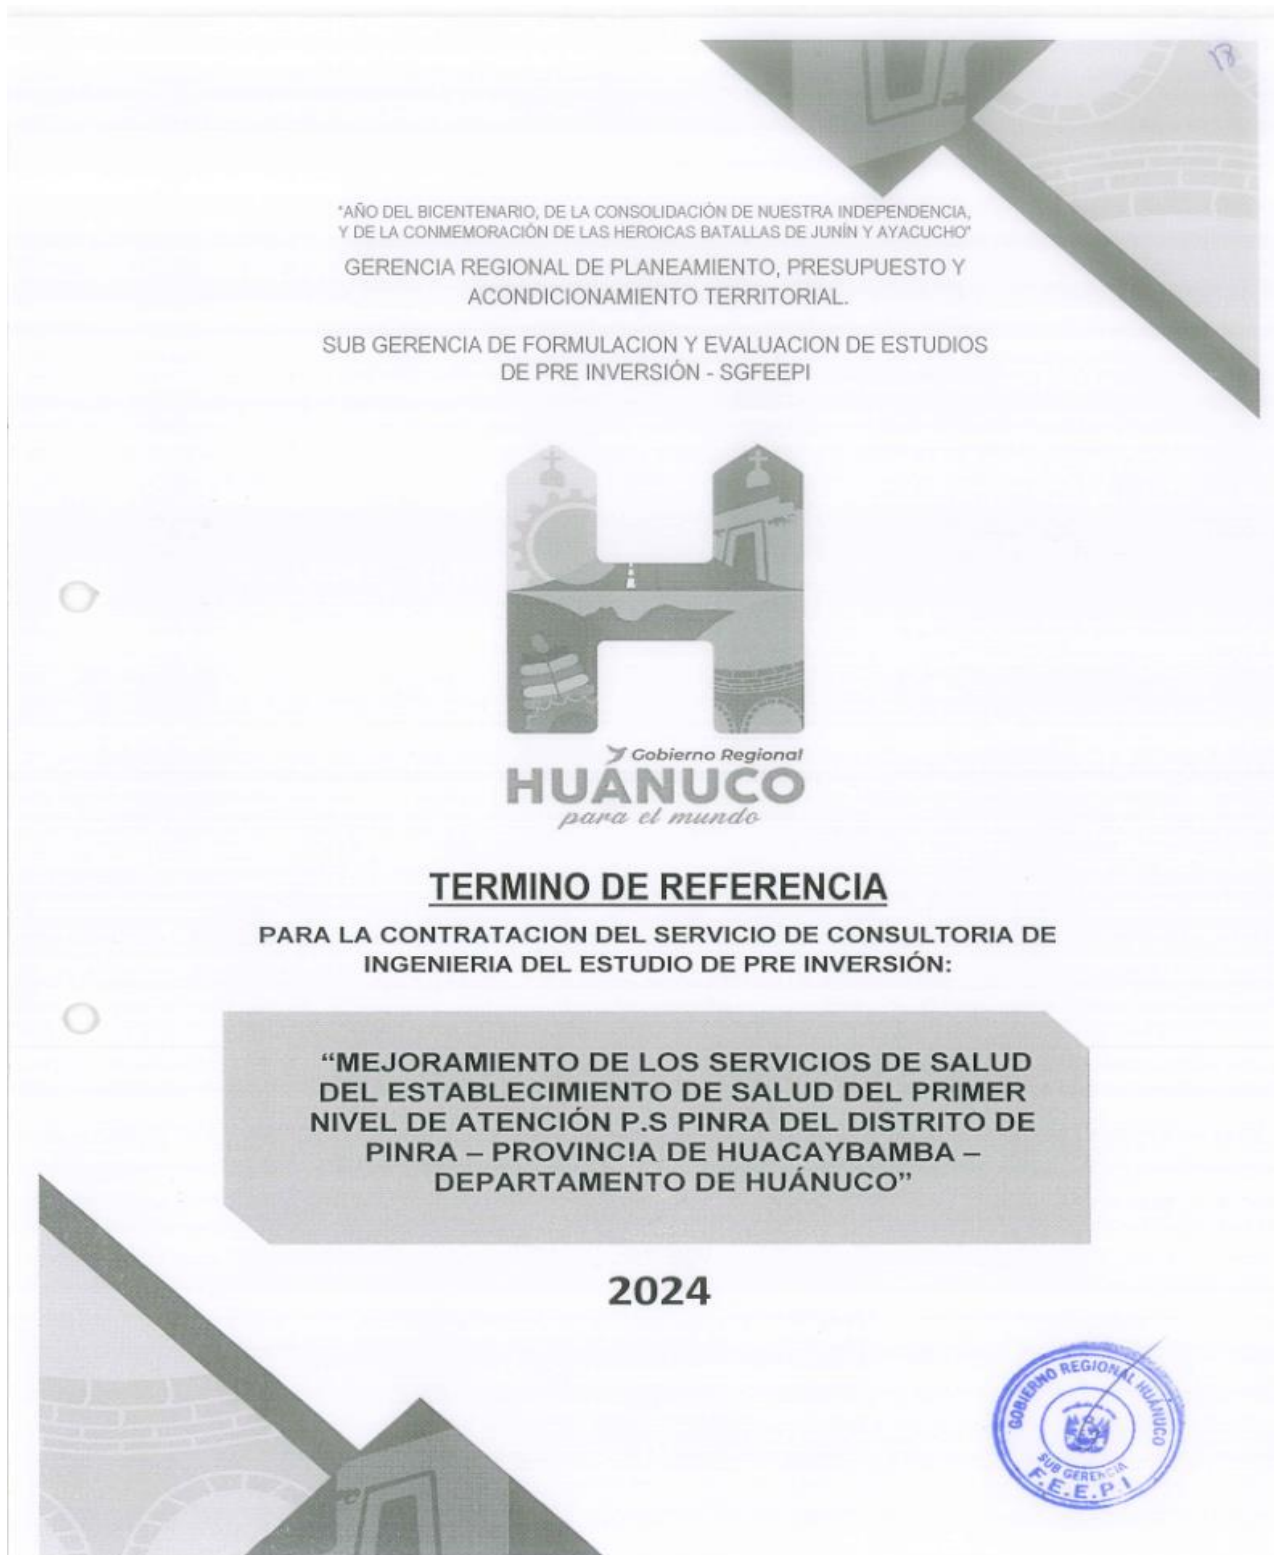 18
"AÑO DEL BICENTENARIO, DE LA CONSOLIDACIÓN DE NUESTRA INDEPENDENCIA,
Y DE LA CONMEMORACIÓN DE LAS HEROICAS BATALLAS DE JUNÍN Y AYACUCHO"
GERENCIA REGIONAL DE PLANEAMIENTO, PRESUPUESTO Y
ACONDICIONAMIENTO TERRITORIAL.
SUB GERENCIA DE FORMULACION Y EVALUACION DE ESTUDIOS
DE PRE INVERSIÓN - SGFEEPI
Gobierno Regional
HUÁNUCO
para el mundo
TERMINO DE REFERENCIA
PARA LA CONTRATACION DEL SERVICIO DE CONSULTORIA DE
INGENIERIA DEL ESTUDIO DE PRE INVERSIÓN:
“MEJORAMIENTO DE LOS SERVICIOS DE SALUD
DEL ESTABLECIMIENTO DE SALUD DEL PRIMER
NIVEL DE ATENCIÓN P.S PINRA DEL DISTRITO DE
PINRA – PROVINCIA DE HUACAYBAMBA –
DEPARTAMENTO DE HUÁNUCO”
2024
GOBIERNO REGIONAL HUÁNUCO
SUB GERENCIA
F.E.E.P.I